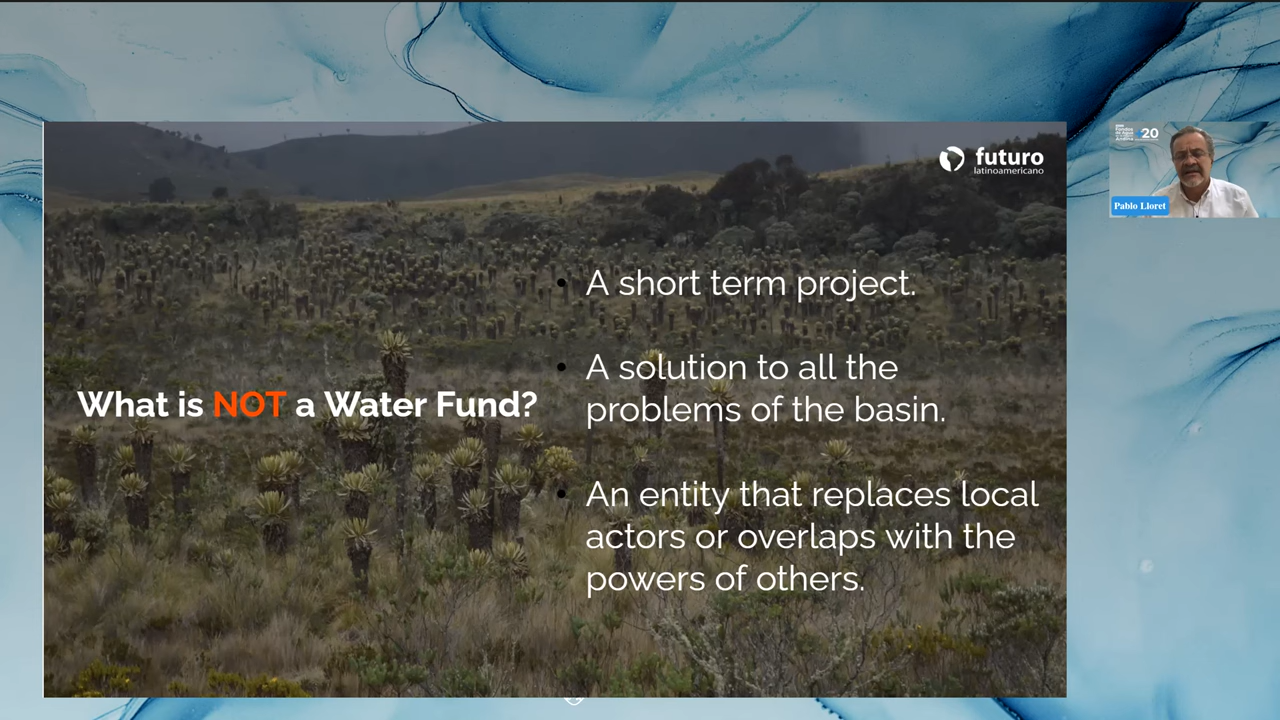 futuro
latinoamericano
What is NOT a Water Fund?
• A short term project.
• A solution to all the
problems of the basin.
• An entity that replaces local
actors or overlaps with the
powers of others.
20
Pablo Lloret